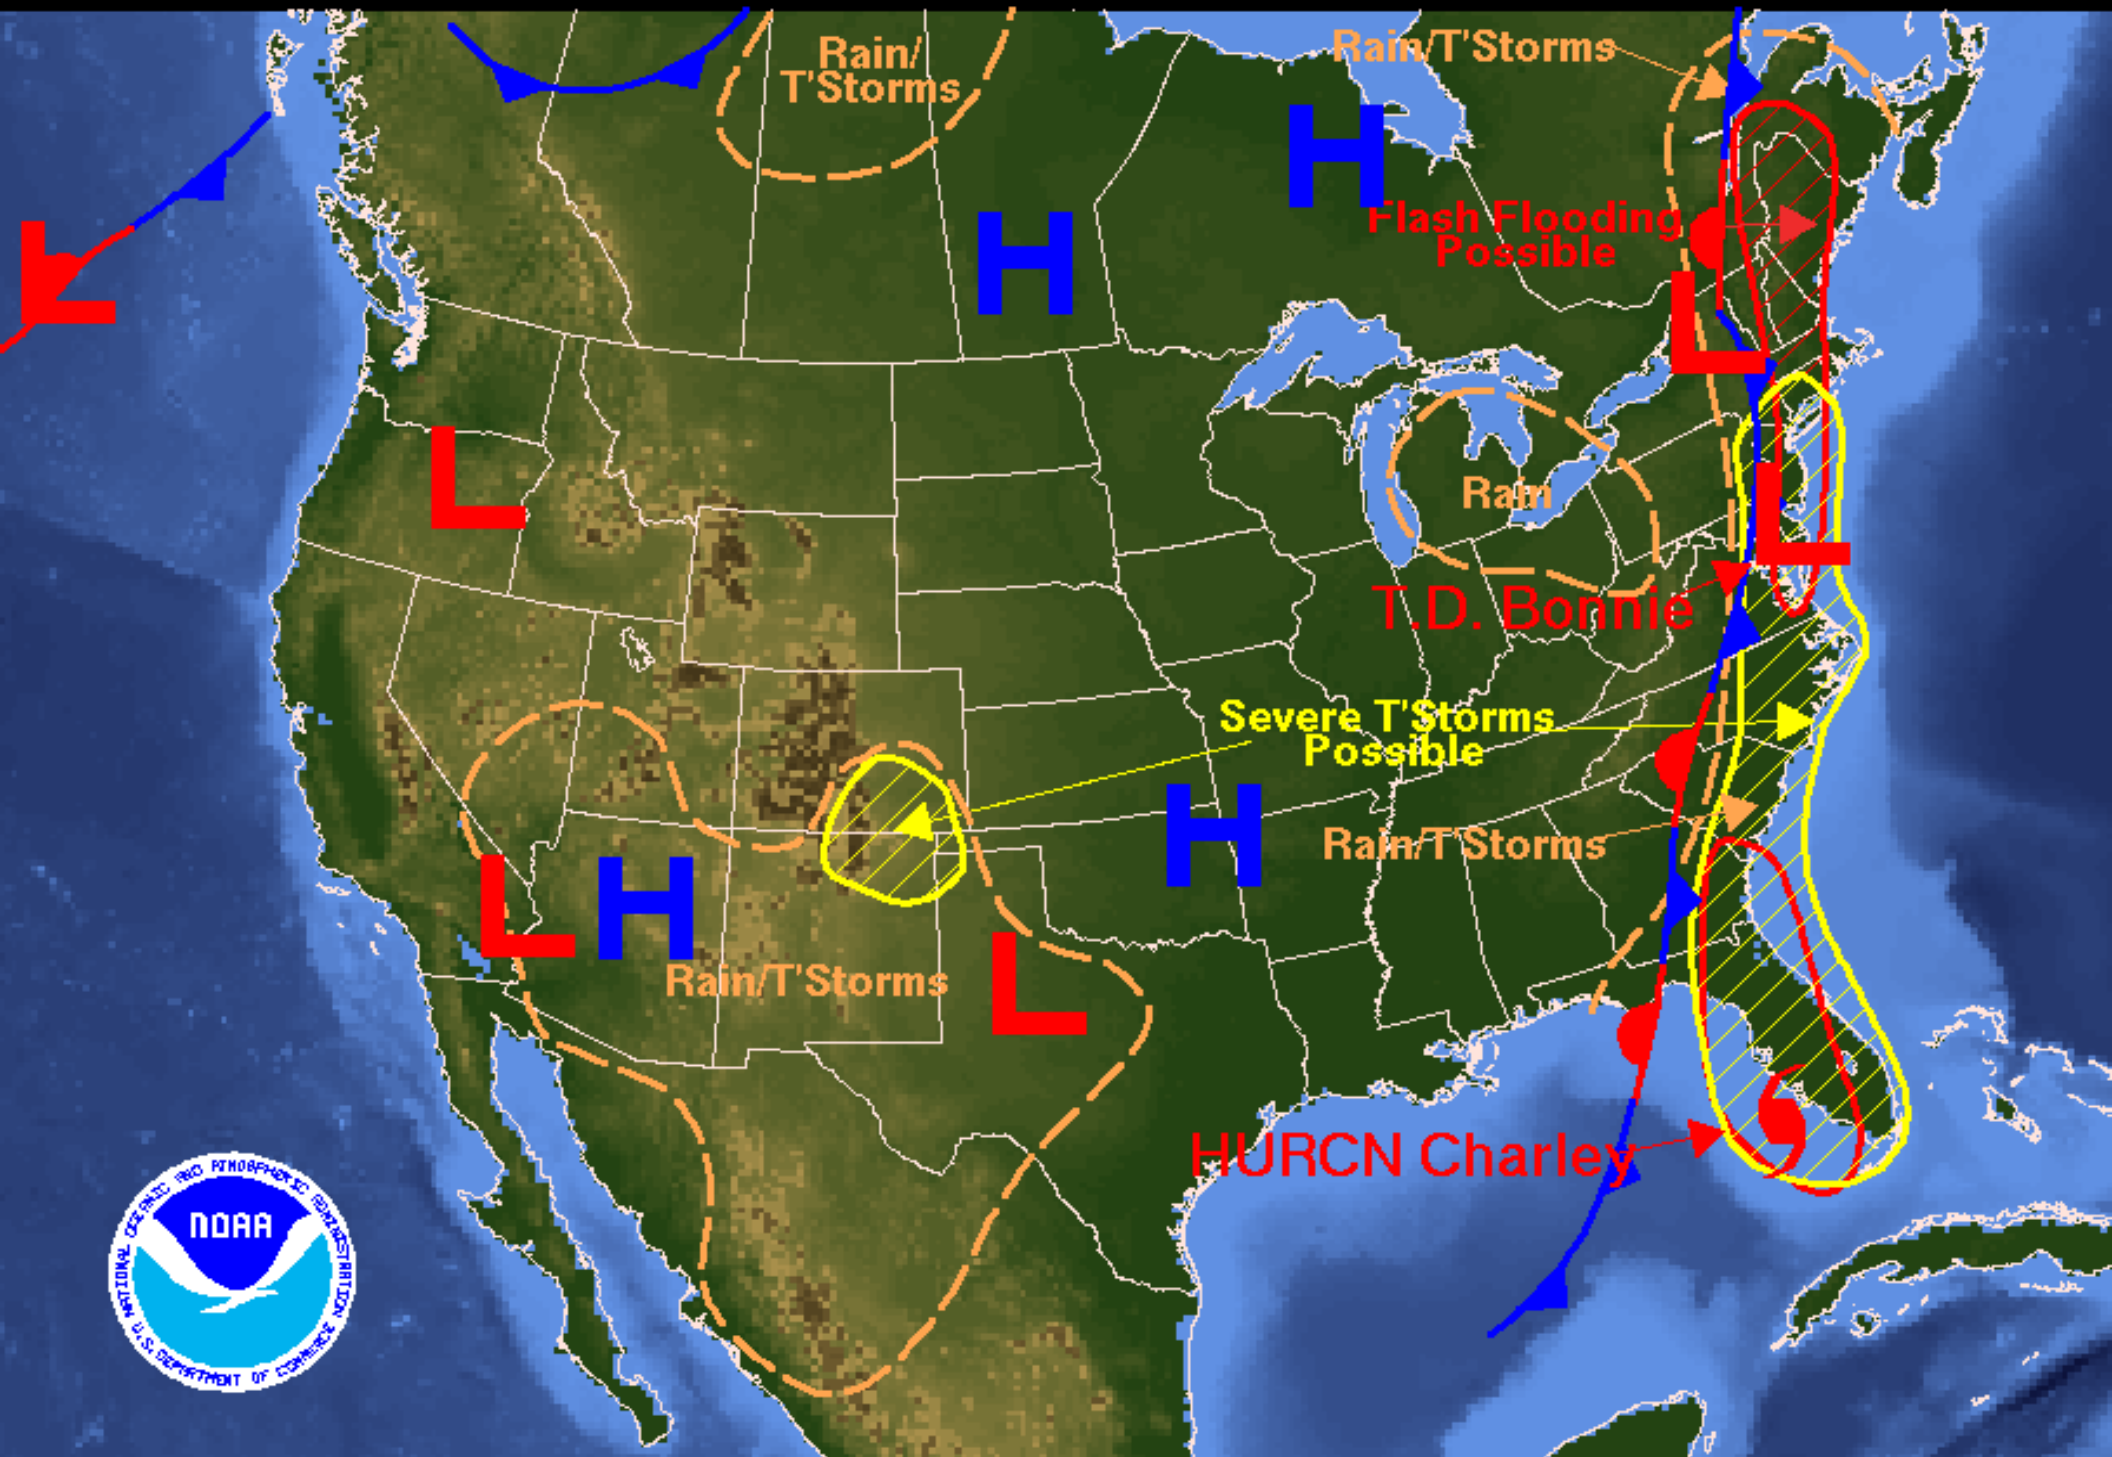 Rain/
T'Storms
Rain/T'Storms
H
H
Flash Flooding
Possible
L
L
L
Rain
L
T.D. Bonnie
Severe T'Storms
Possible
H
Rain/T'Storms
L
H
Rain/T'Storms
L
HURCN Charley
NATIONAL OCEANIC AND ATMOSPHERIC ADMINISTRATION
NOAA
U.S. DEPARTMENT OF COMMERCE